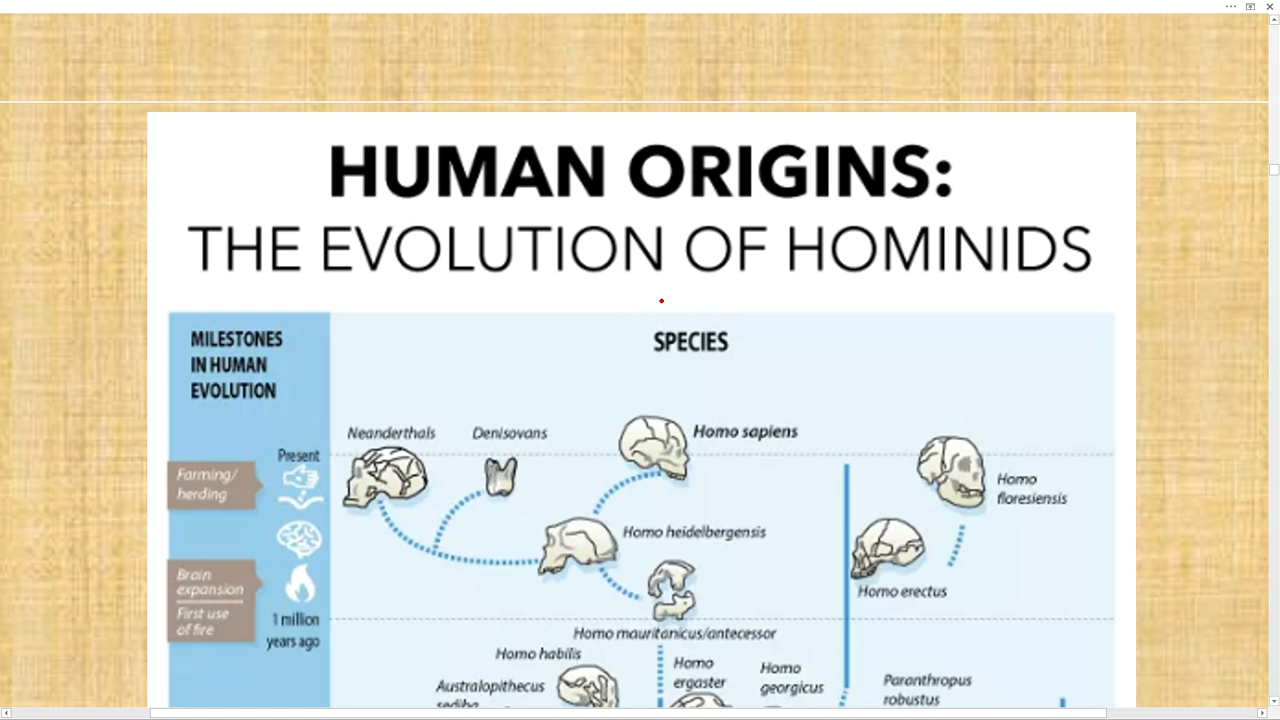 HUMAN ORIGINS:
THE EVOLUTION OF HOMINIDS
MILESTONES
IN HUMAN
EVOLUTION
SPECIES
Neanderthals
Denisovans
Homo sapiens
Present
Farming/
herding
Homo
floresiensis
Homo heidelbergensis
Brain
expansion
First use
of fire
Homo erectus
1 million
years ago
Homo mauritanicus/antecessor
Homo habilis
Homo
ergaster
Homo
georgicus
Australopithecus
sediba
Paranthropus
robustus